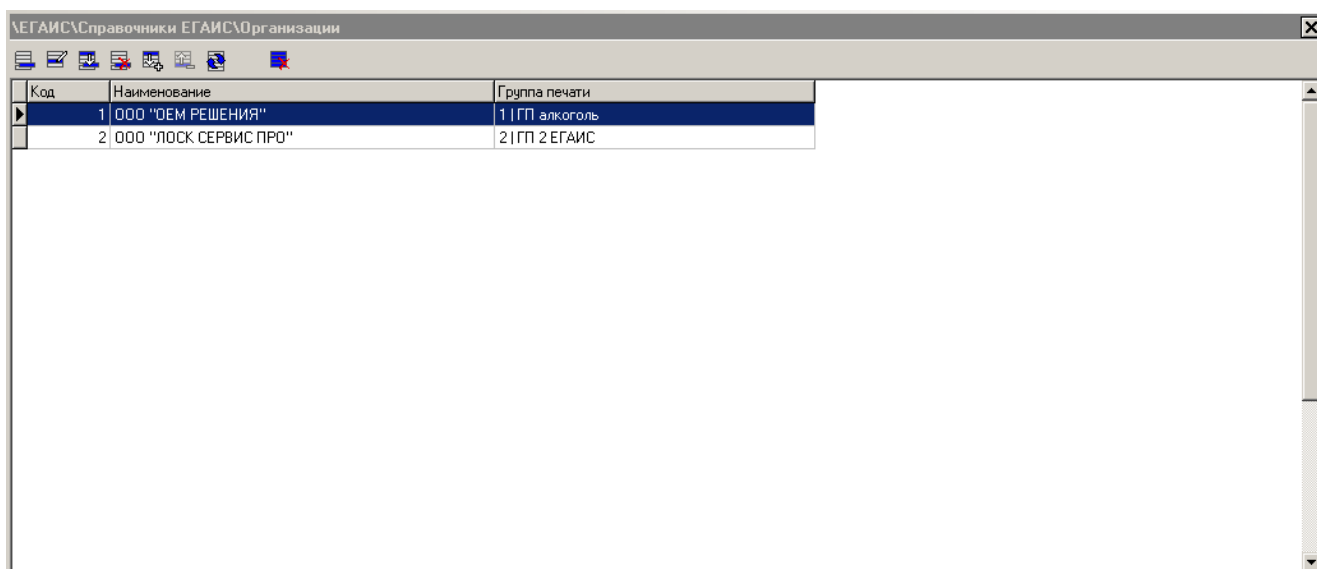 \ЕГАИС\Справочники ЕГАИС\Организации
Код Наименование Группа печати
1 ООО "ОЕМ РЕШЕНИЯ" 1 | ГП алкоголь
2 ООО "ЛОСК СЕРВИС ПРО" 2 | ГП 2 ЕГАИС